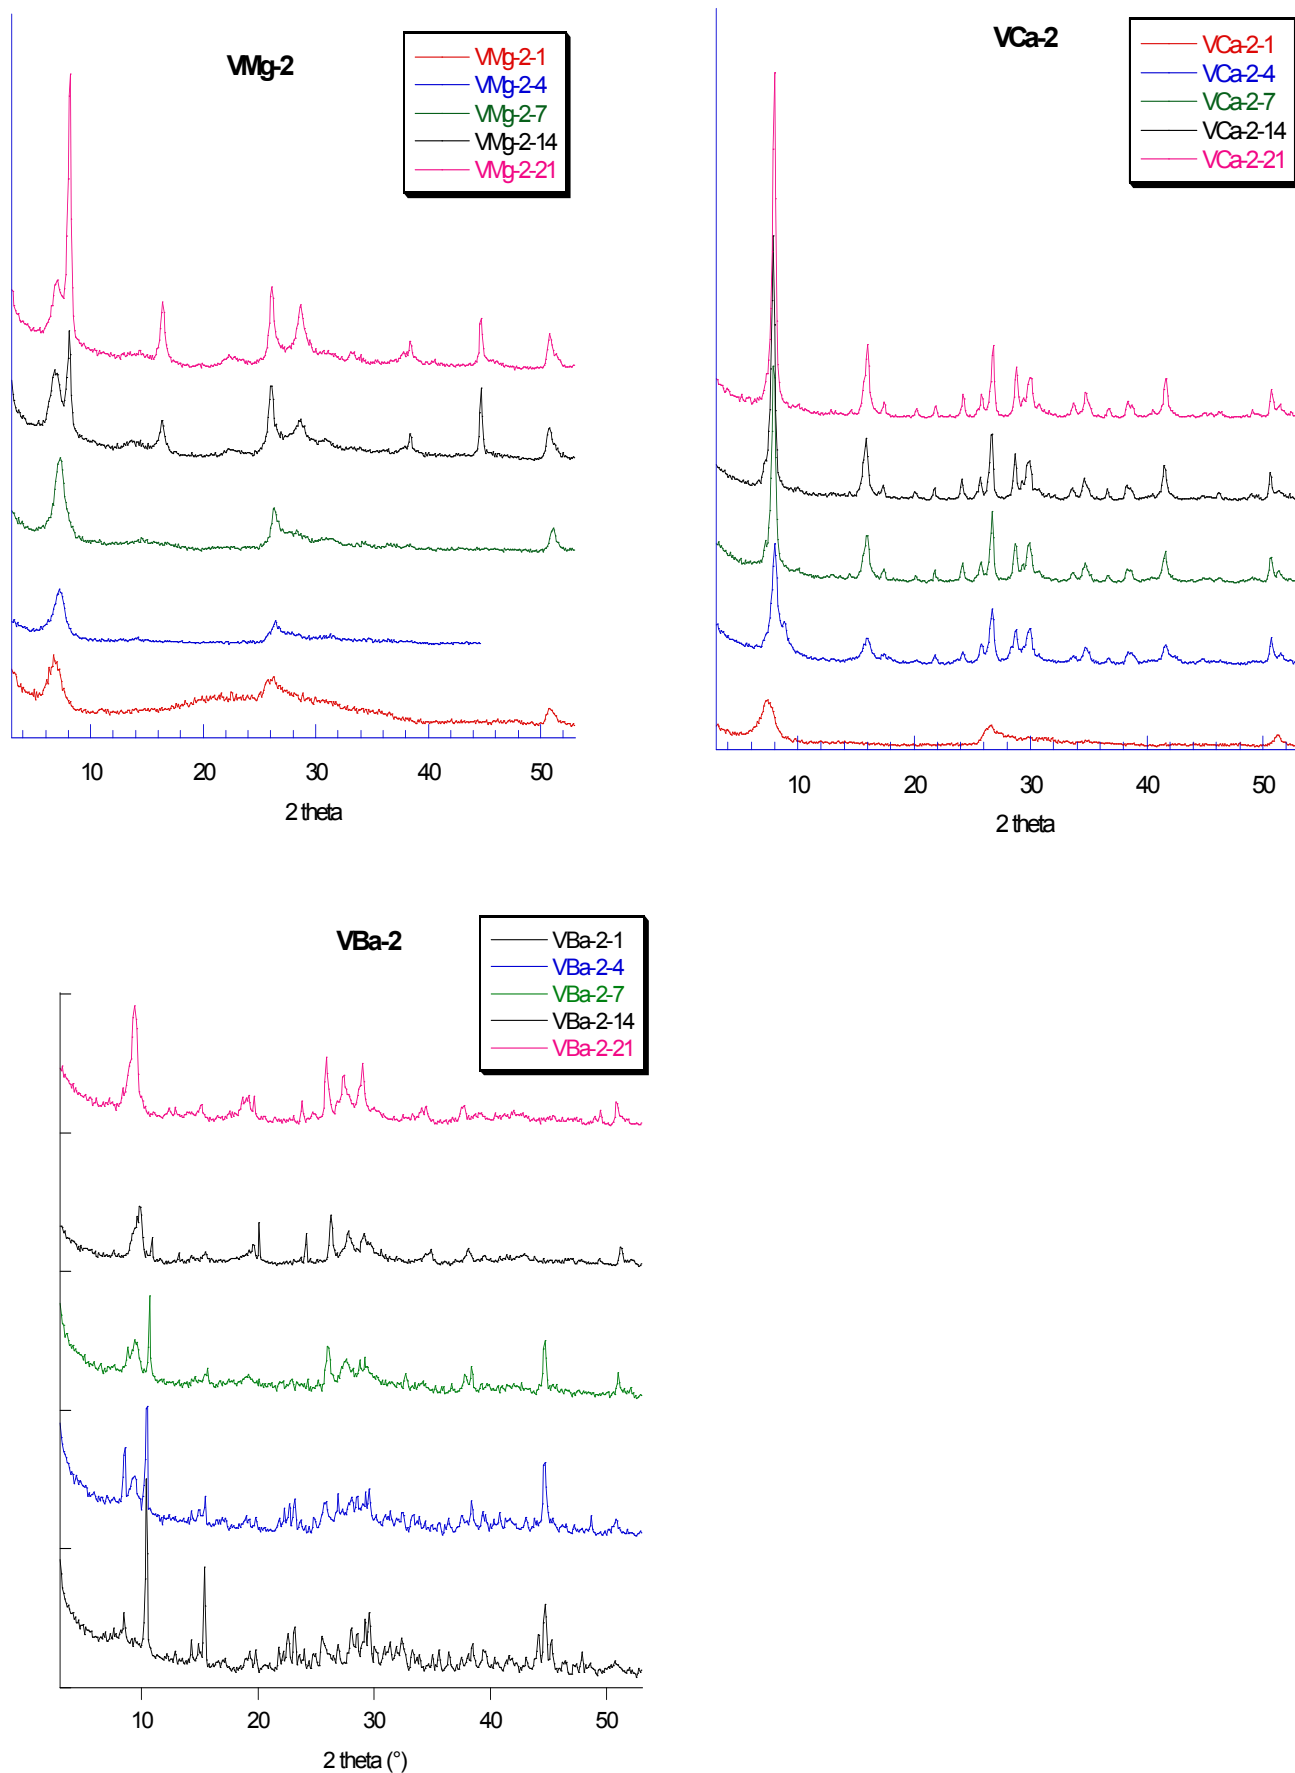 VMg-2
VMg-2-1
VMg-2-4
VMg-2-7
VMg-2-14
VMg-2-21
10 20 30 40 50
2 theta
VCa-2
VCa-2-1
VCa-2-4
VCa-2-7
VCa-2-14
VCa-2-21
10 20 30 40 50
2 theta
VBa-2
VBa-2-1
VBa-2-4
VBa-2-7
VBa-2-14
VBa-2-21
10 20 30 40 50
2 theta (°)